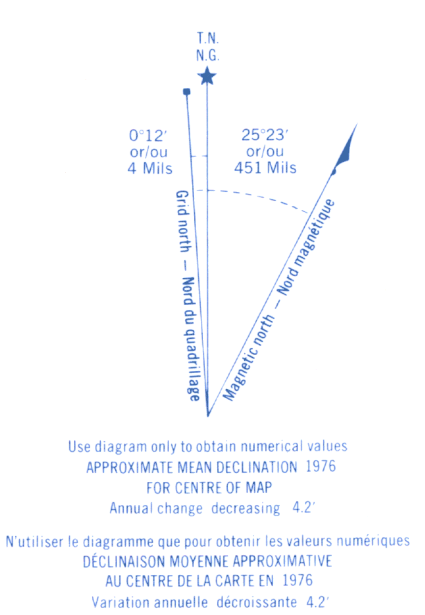 T.N.
N.G.
0°12′
or/ou
4 Mils
25°23′
or/ou
451 Mils
Grid north — Nord du quadrillage
Magnetic north — Nord magnétique
Use diagram only to obtain numerical values
APPROXIMATE MEAN DECLINATION 1976
FOR CENTRE OF MAP
Annual change decreasing 4.2′
N'utiliser le diagramme que pour obtenir les valeurs numériques
DÉCLINAISON MOYENNE APPROXIMATIVE
AU CENTRE DE LA CARTE EN 1976
Variation annuelle décroissante 4.2′